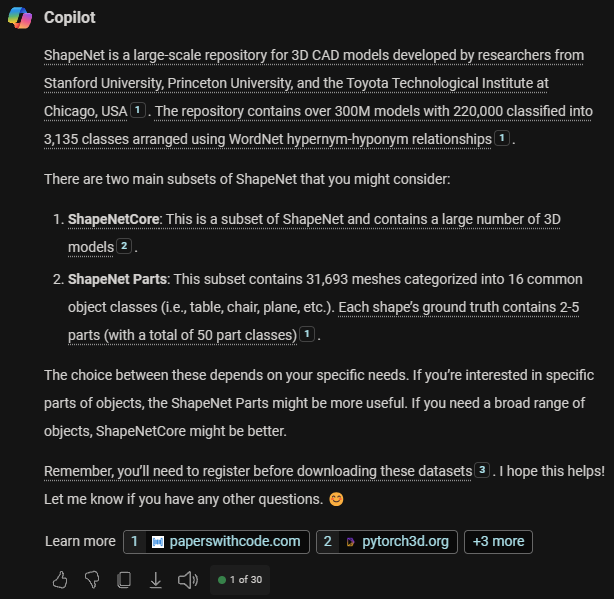 Copilot
ShapeNet is a large-scale repository for 3D CAD models developed by researchers from
Stanford University, Princeton University, and the Toyota Technological Institute at
Chicago, USA 1 . The repository contains over 300M models with 220,000 classified into
3,135 classes arranged using WordNet hypernym-hyponym relationships 1 .
There are two main subsets of ShapeNet that you might consider:
1. ShapeNetCore: This is a subset of ShapeNet and contains a large number of 3D
models 2 .
2. ShapeNet Parts: This subset contains 31,693 meshes categorized into 16 common
object classes (i.e., table, chair, plane, etc.). Each shape’s ground truth contains 2-5
parts (with a total of 50 part classes) 1 .
The choice between these depends on your specific needs. If you’re interested in specific
parts of objects, the ShapeNet Parts might be more useful. If you need a broad range of
objects, ShapeNetCore might be better.
Remember, you’ll need to register before downloading these datasets 3 . I hope this helps!
Let me know if you have any other questions. 😊
Learn more 1 paperswithcode.com 2 pytorch3d.org +3 more
1 of 30